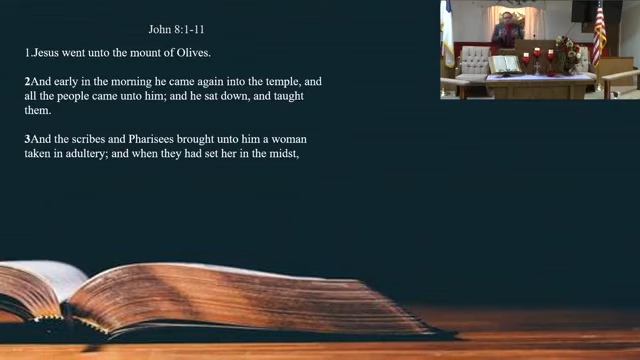 John 8:1-11
1.Jesus went unto the mount of Olives.
2And early in the morning he came again into the temple, and
all the people came unto him; and he sat down, and taught
them.
3And the scribes and Pharisees brought unto him a woman
taken in adultery; and when they had set her in the midst,